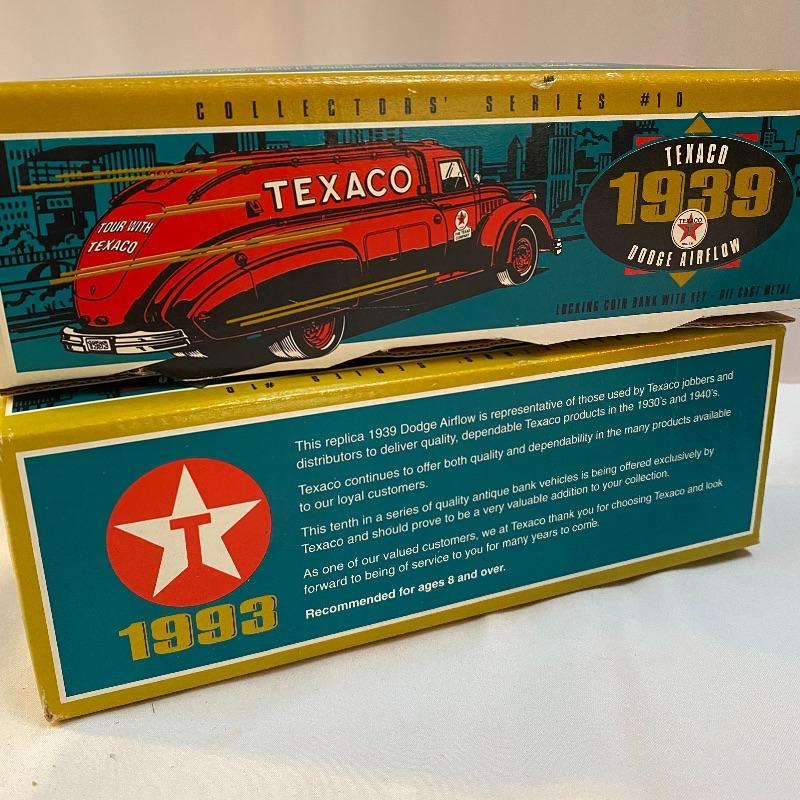 COLLECTORS' SERIES #10
TEXACO
TOUR WITH
TEXACO
TEXACO
1939
TEXACO
DODGE AIRFLOW
LOCKING COIN BANK WITH KEY - DIE CAST METAL
COLLECTORS' SERIES #10
This replica 1939 Dodge Airflow is representative of those used by Texaco jobbers and
distributors to deliver quality, dependable Texaco products in the 1930's and 1940's.
Texaco continues to offer both quality and dependability in the many products available
to our loyal customers.
This tenth in a series of quality antique bank vehicles is being offered exclusively by
Texaco and should prove to be a very valuable addition to your collection.
As one of our valued customers, we at Texaco thank you for choosing Texaco and look
forward to being of service to you for many years to come.
Recommended for ages 8 and over.
T
1993